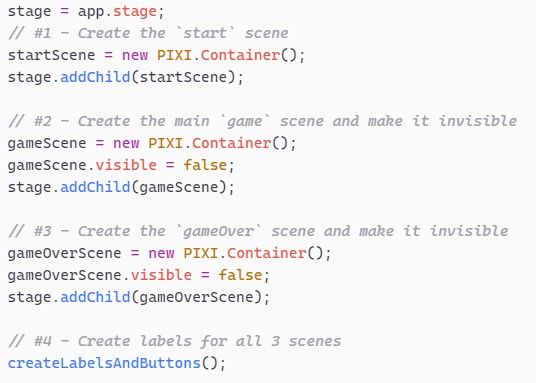 stage = app.stage;
// #1 - Create the `start` scene
startScene = new PIXI.Container();
stage.addChild(startScene);

// #2 - Create the main `game` scene and make it invisible
gameScene = new PIXI.Container();
gameScene.visible = false;
stage.addChild(gameScene);

// #3 - Create the `gameOver` scene and make it invisible
gameOverScene = new PIXI.Container();
gameOverScene.visible = false;
stage.addChild(gameOverScene);

// #4 - Create labels for all 3 scenes
createLabelsAndButtons();